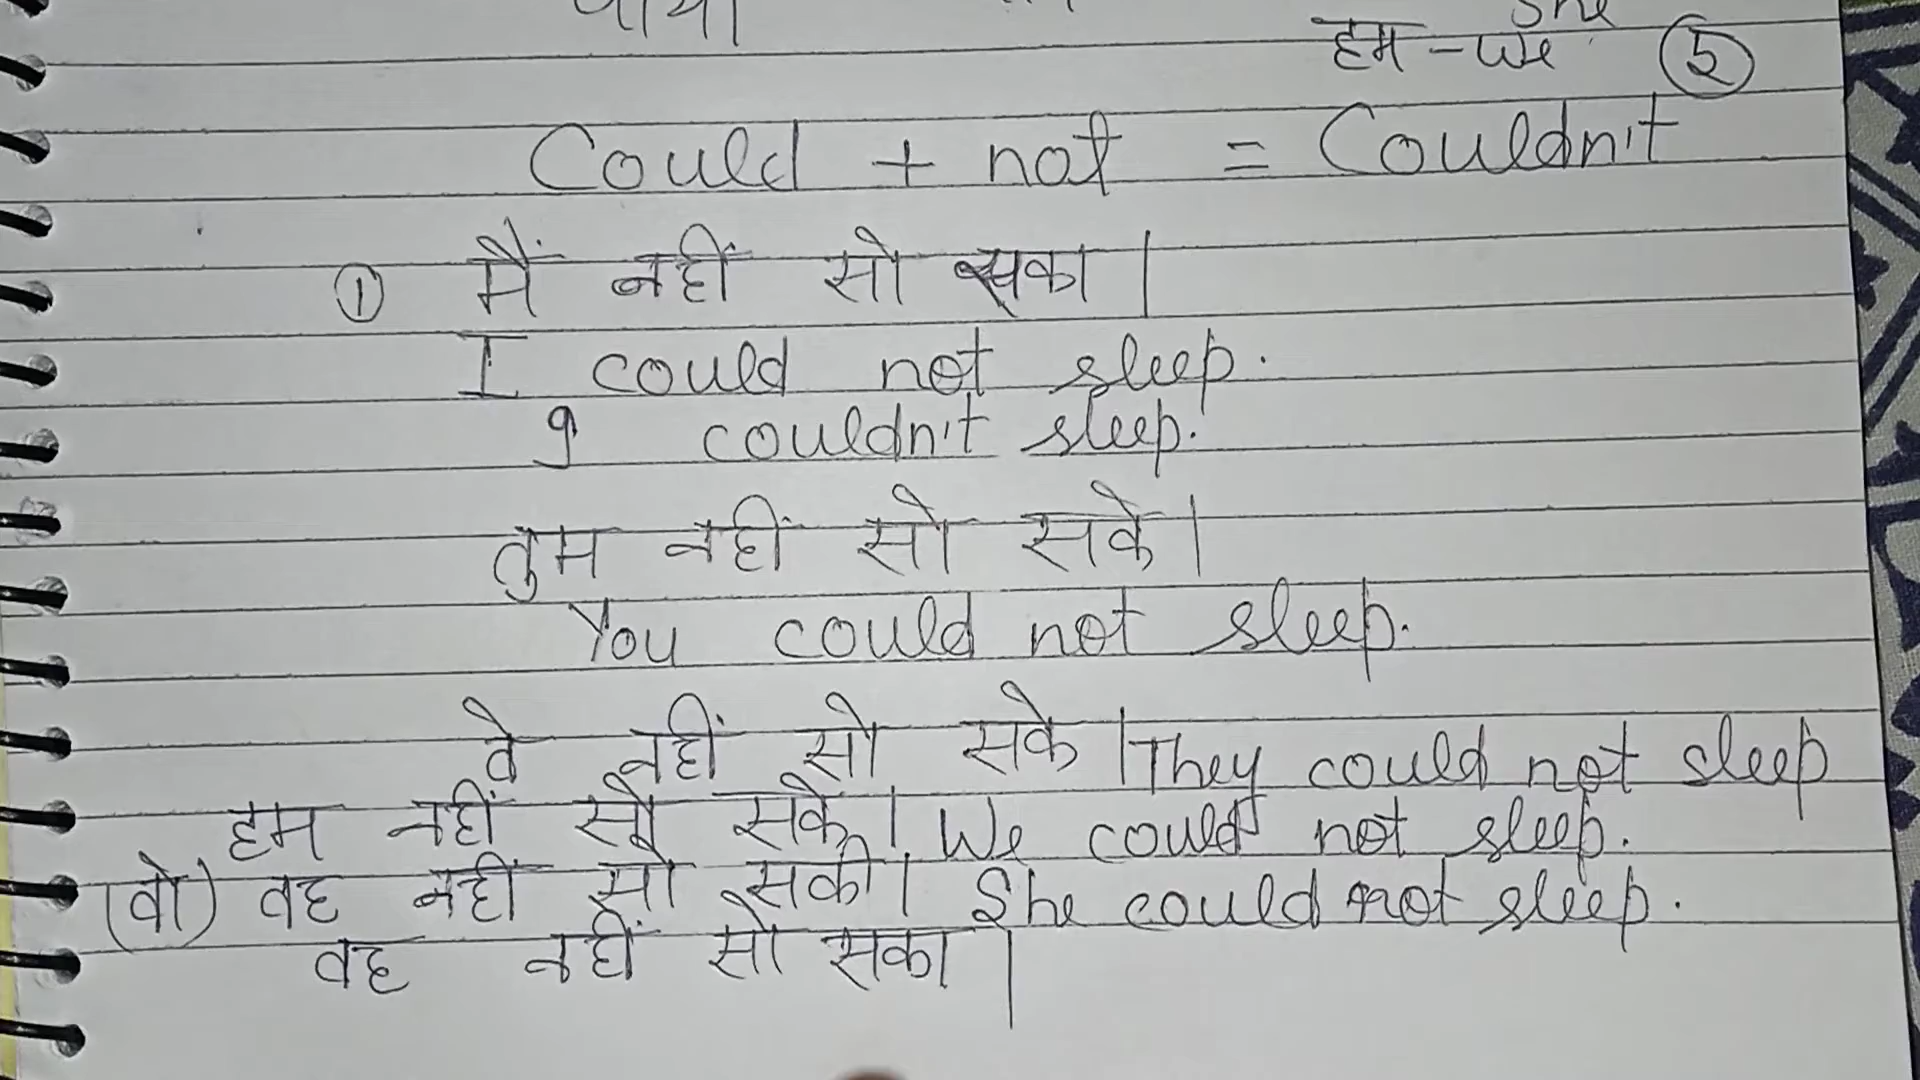 She
हम - we ⑤
Could + not = Couldn't
① मैं नहीं सो सका।
I could not sleep.
I couldn't sleep.
तुम नहीं सो सके।
You could not sleep.
वे नहीं सो सके। They could not sleep
हम नहीं सो सके। We could not sleep.
(वो) वह नहीं सो सकी। She could not sleep.
वह नहीं सो सका।